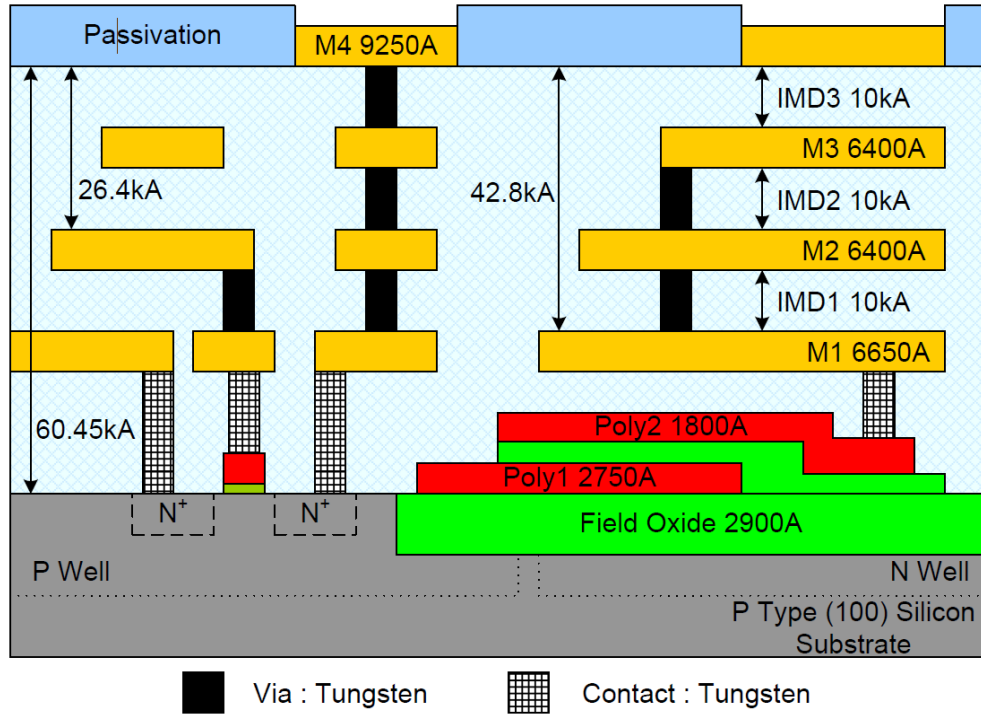 Passivation
M4 9250A
IMD3 10kA
M3 6400A
26.4kA
42.8kA
IMD2 10kA
M2 6400A
IMD1 10kA
M1 6650A
60.45kA
Poly2 1800A
Poly1 2750A
N+
N+
Field Oxide 2900A
P Well
N Well
P Type (100) Silicon
Substrate
Via : Tungsten
Contact : Tungsten